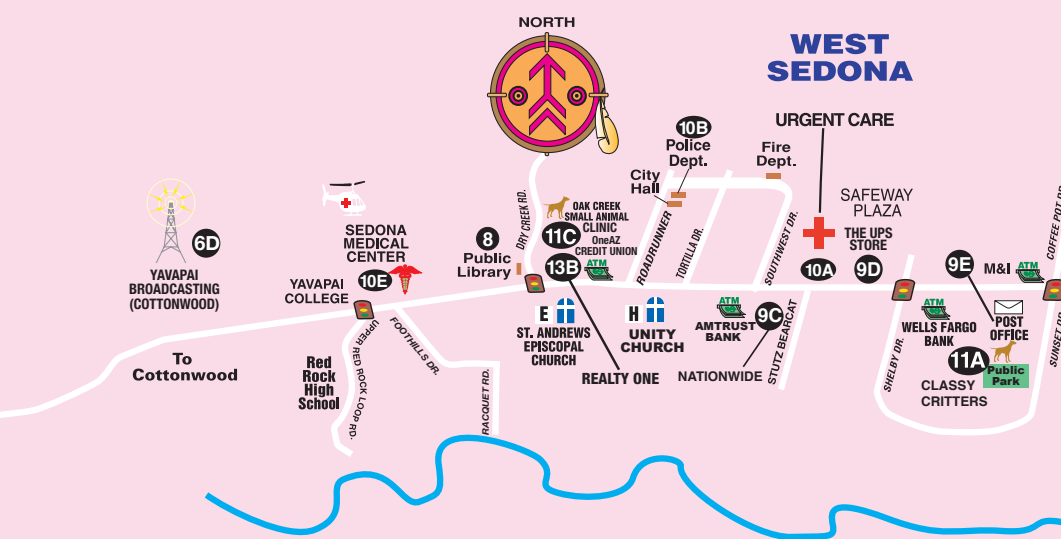 NORTH
WEST
SEDONA
URGENT CARE
10B
Police
Dept.
Fire
Dept.
City
Hall
SAFEWAY
PLAZA
THE UPS
STORE
10A
9D
6D
YAVAPAI
BROADCASTING
(COTTONWOOD)
SEDONA
MEDICAL
CENTER
10E
YAVAPAI
COLLEGE
8
Public
Library
DRY CREEK RD.
OAK CREEK
SMALL ANIMAL
CLINIC
11C
OneAZ
CREDIT UNION
13B
ATM
ROADRUNNER
TORTILLA DR.
SOUTHWEST DR.
9E
M&I
ATM
COFFEE POT DR.
E
ST. ANDREWS
EPISCOPAL
CHURCH
H
UNITY
CHURCH
REALTY ONE
ATM
AMTRUST
BANK
9C
NATIONWIDE
STUTZ BEARCAT
ATM
WELLS FARGO
BANK
POST
OFFICE
11A
Public
Park
CLASSY
CRITTERS
SHELBY DR.
SUNSET DR.
To
Cottonwood
Red
Rock
High
School
UPPER RED ROCK LOOP RD.
FOOTHILLS DR.
RACQUET RD.